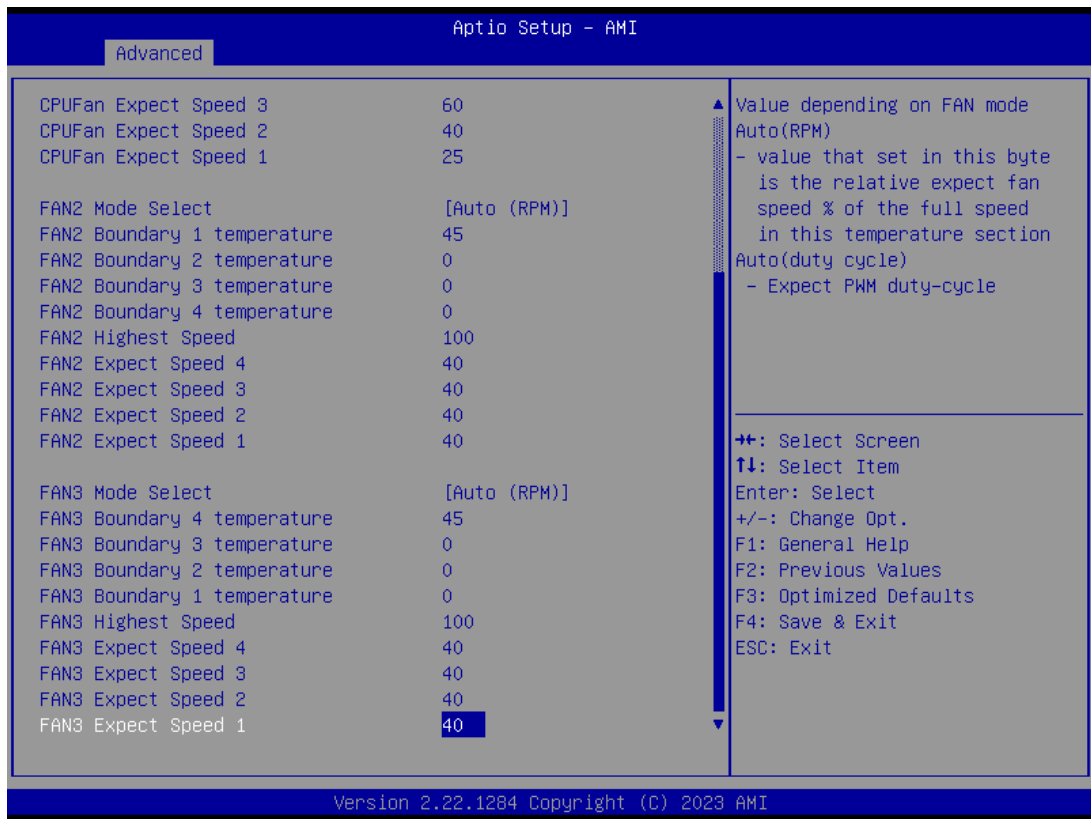 Aptio Setup – AMI
Advanced
CPUFan Expect Speed 3 60
CPUFan Expect Speed 2 40
CPUFan Expect Speed 1 25
FAN2 Mode Select [Auto (RPM)]
FAN2 Boundary 1 temperature 45
FAN2 Boundary 2 temperature 0
FAN2 Boundary 3 temperature 0
FAN2 Boundary 4 temperature 0
FAN2 Highest Speed 100
FAN2 Expect Speed 4 40
FAN2 Expect Speed 3 40
FAN2 Expect Speed 2 40
FAN2 Expect Speed 1 40
FAN3 Mode Select [Auto (RPM)]
FAN3 Boundary 4 temperature 45
FAN3 Boundary 3 temperature 0
FAN3 Boundary 2 temperature 0
FAN3 Boundary 1 temperature 0
FAN3 Highest Speed 100
FAN3 Expect Speed 4 40
FAN3 Expect Speed 3 40
FAN3 Expect Speed 2 40
FAN3 Expect Speed 1 40
Value depending on FAN mode
Auto(RPM)
– value that set in this byte
is the relative expect fan
speed % of the full speed
in this temperature section
Auto(duty cycle)
– Expect PWM duty-cycle
→←: Select Screen
↑↓: Select Item
Enter: Select
+/-: Change Opt.
F1: General Help
F2: Previous Values
F3: Optimized Defaults
F4: Save & Exit
ESC: Exit
Version 2.22.1284 Copyright (C) 2023 AMI